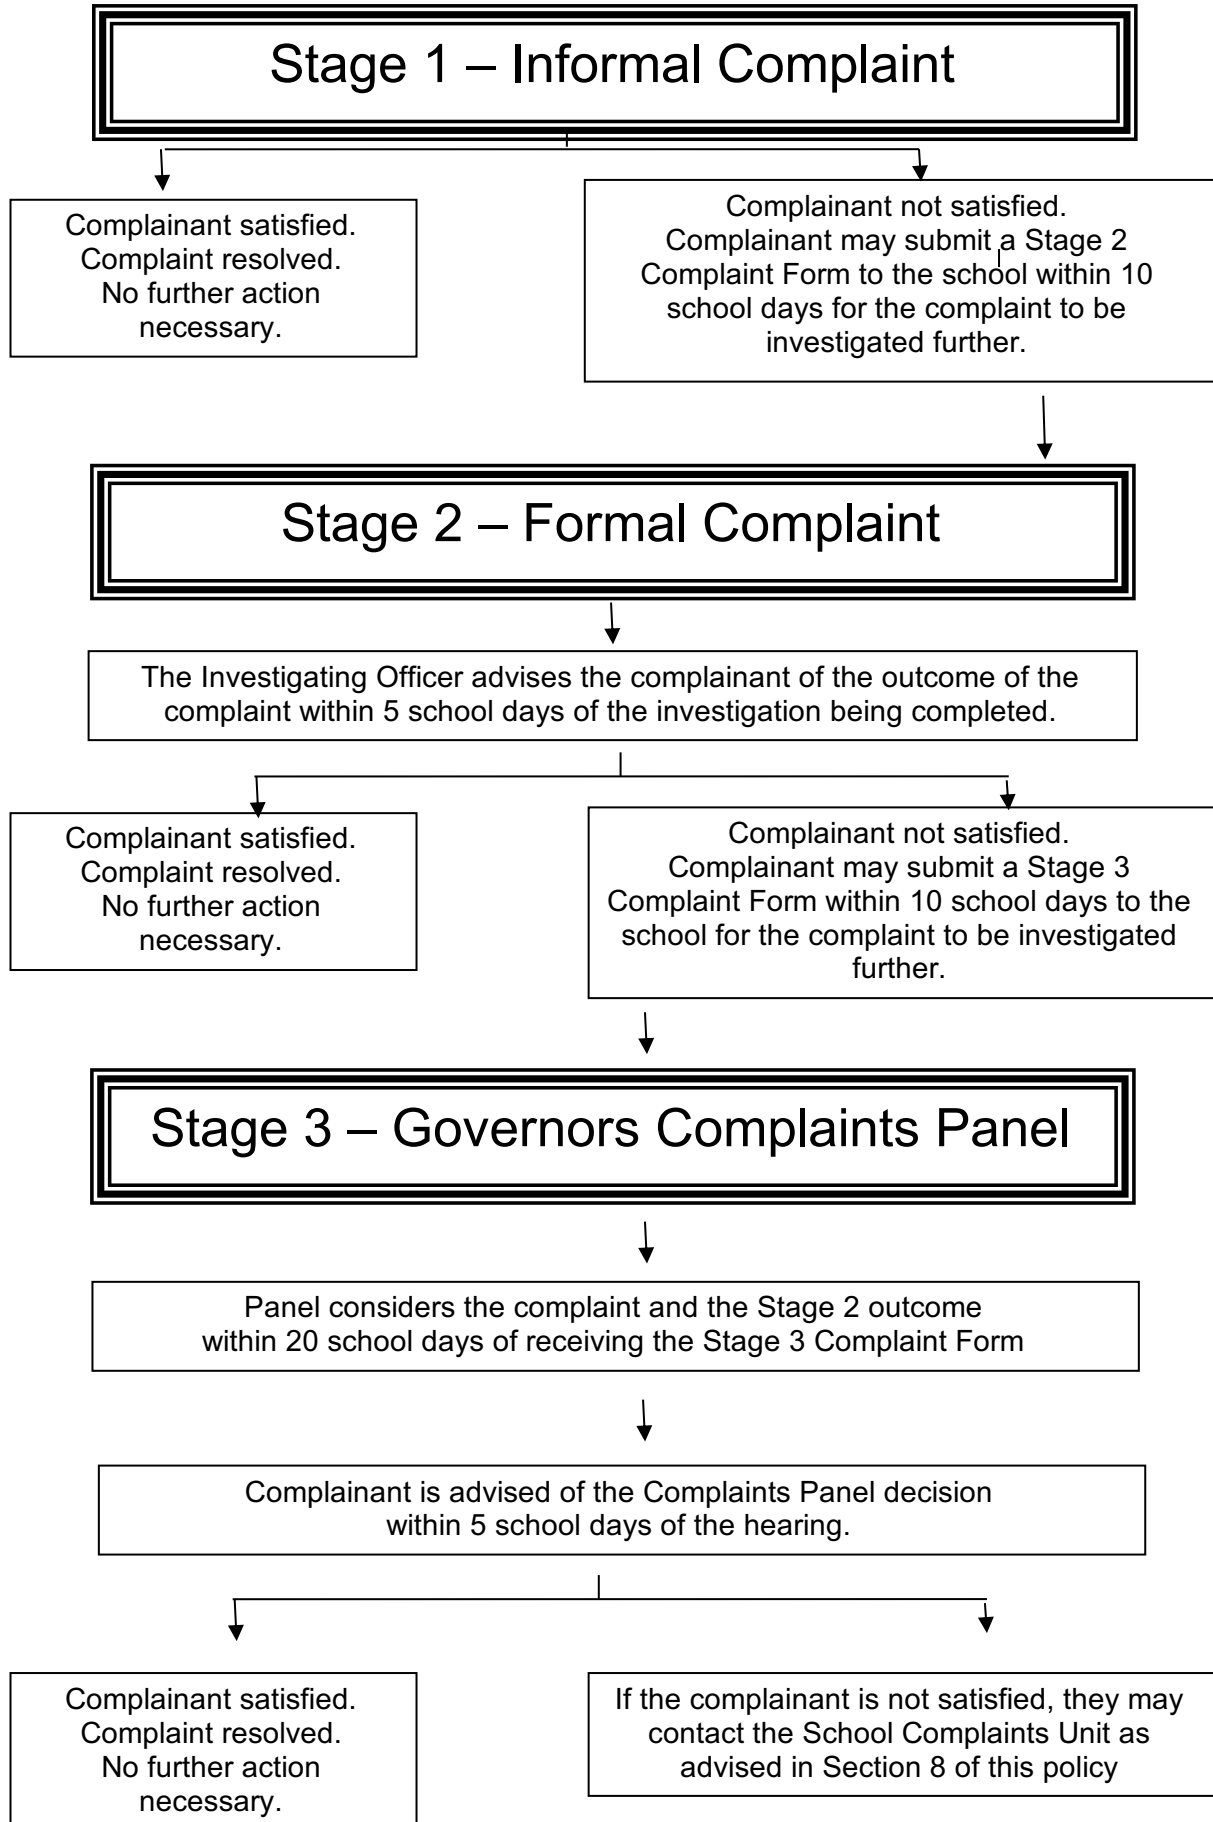 Stage 1 – Informal Complaint
Complainant satisfied.
Complaint resolved.
No further action
necessary.
Complainant not satisfied.
Complainant may submit a Stage 2
Complaint Form to the school within 10
school days for the complaint to be
investigated further.
Stage 2 – Formal Complaint
The Investigating Officer advises the complainant of the outcome of the
complaint within 5 school days of the investigation being completed.
Complainant satisfied.
Complaint resolved.
No further action
necessary.
Complainant not satisfied.
Complainant may submit a Stage 3
Complaint Form within 10 school days to the
school for the complaint to be investigated
further.
Stage 3 – Governors Complaints Panel
Panel considers the complaint and the Stage 2 outcome
within 20 school days of receiving the Stage 3 Complaint Form
Complainant is advised of the Complaints Panel decision
within 5 school days of the hearing.
Complainant satisfied.
Complaint resolved.
No further action
necessary.
If the complainant is not satisfied, they may
contact the School Complaints Unit as
advised in Section 8 of this policy